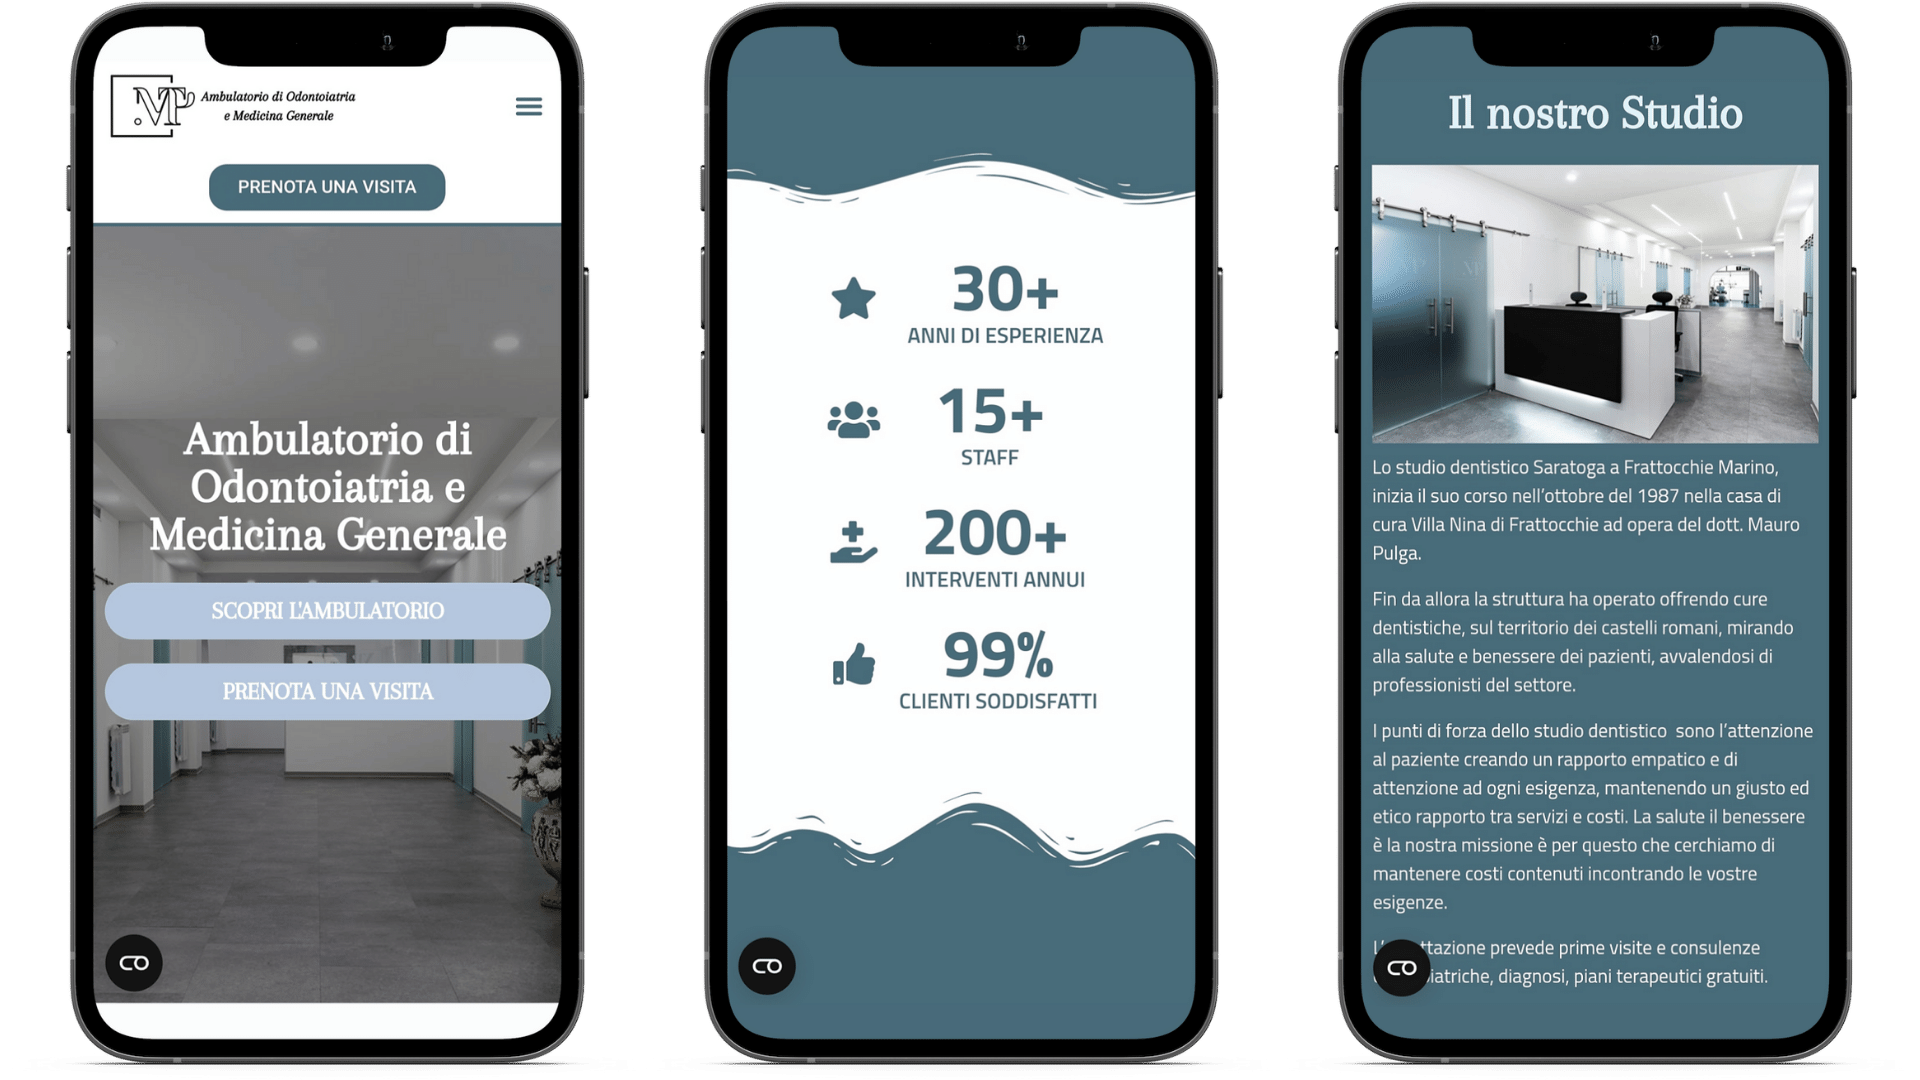 MP
Ambulatorio di Odontoiatria
e Medicina Generale
PRENOTA UNA VISITA
Ambulatorio di
Odontoiatria e
Medicina Generale
SCOPRI L'AMBULATORIO
PRENOTA UNA VISITA
30+
ANNI DI ESPERIENZA
15+
STAFF
200+
INTERVENTI ANNUI
99%
CLIENTI SODDISFATTI
Il nostro Studio
Lo studio dentistico Saratoga a Frattocchie Marino,
inizia il suo corso nell'ottobre del 1987 nella casa di
cura Villa Nina di Frattocchie ad opera del dott. Mauro
Pulga.
Fin da allora la struttura ha operato offrendo cure
dentistiche, sul territorio dei castelli romani, mirando
alla salute e benessere dei pazienti, avvalendosi di
professionisti del settore.
I punti di forza dello studio dentistico  sono l'attenzione
al paziente creando un rapporto empatico e di
attenzione ad ogni esigenza, mantenendo un giusto ed
etico rapporto tra servizi e costi. La salute il benessere
è la nostra missione è per questo che cerchiamo di
mantenere costi contenuti incontrando le vostre
esigenze.
prevede prime visite e consulenze
diagnosi, piani terapeutici gratuiti.